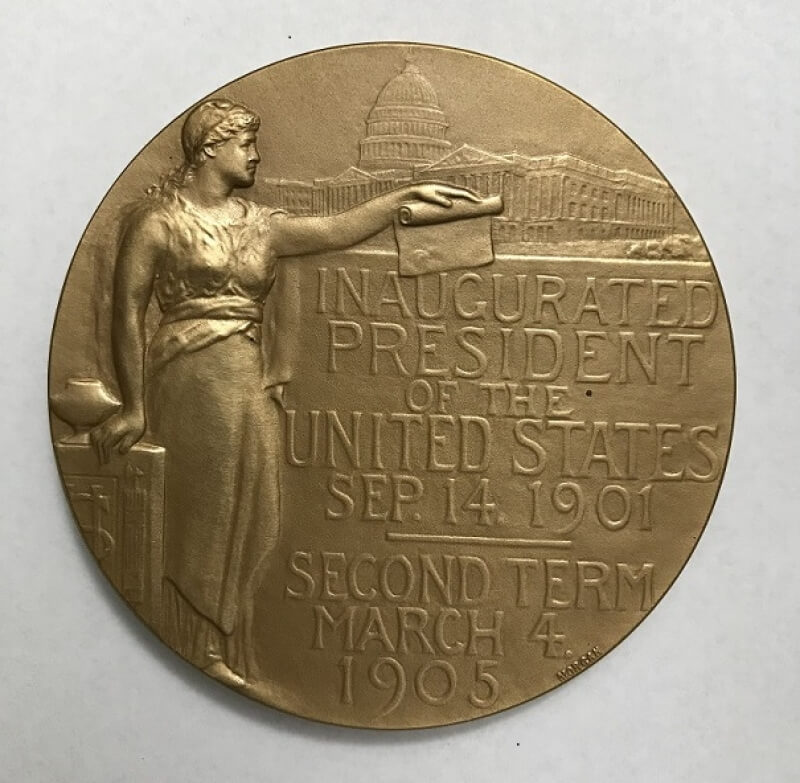 INAUGURATED
PRESIDENT
OF THE
UNITED STATES
SEP. 14. 1901
SECOND TERM
MARCH 4.
1905
MORGAN